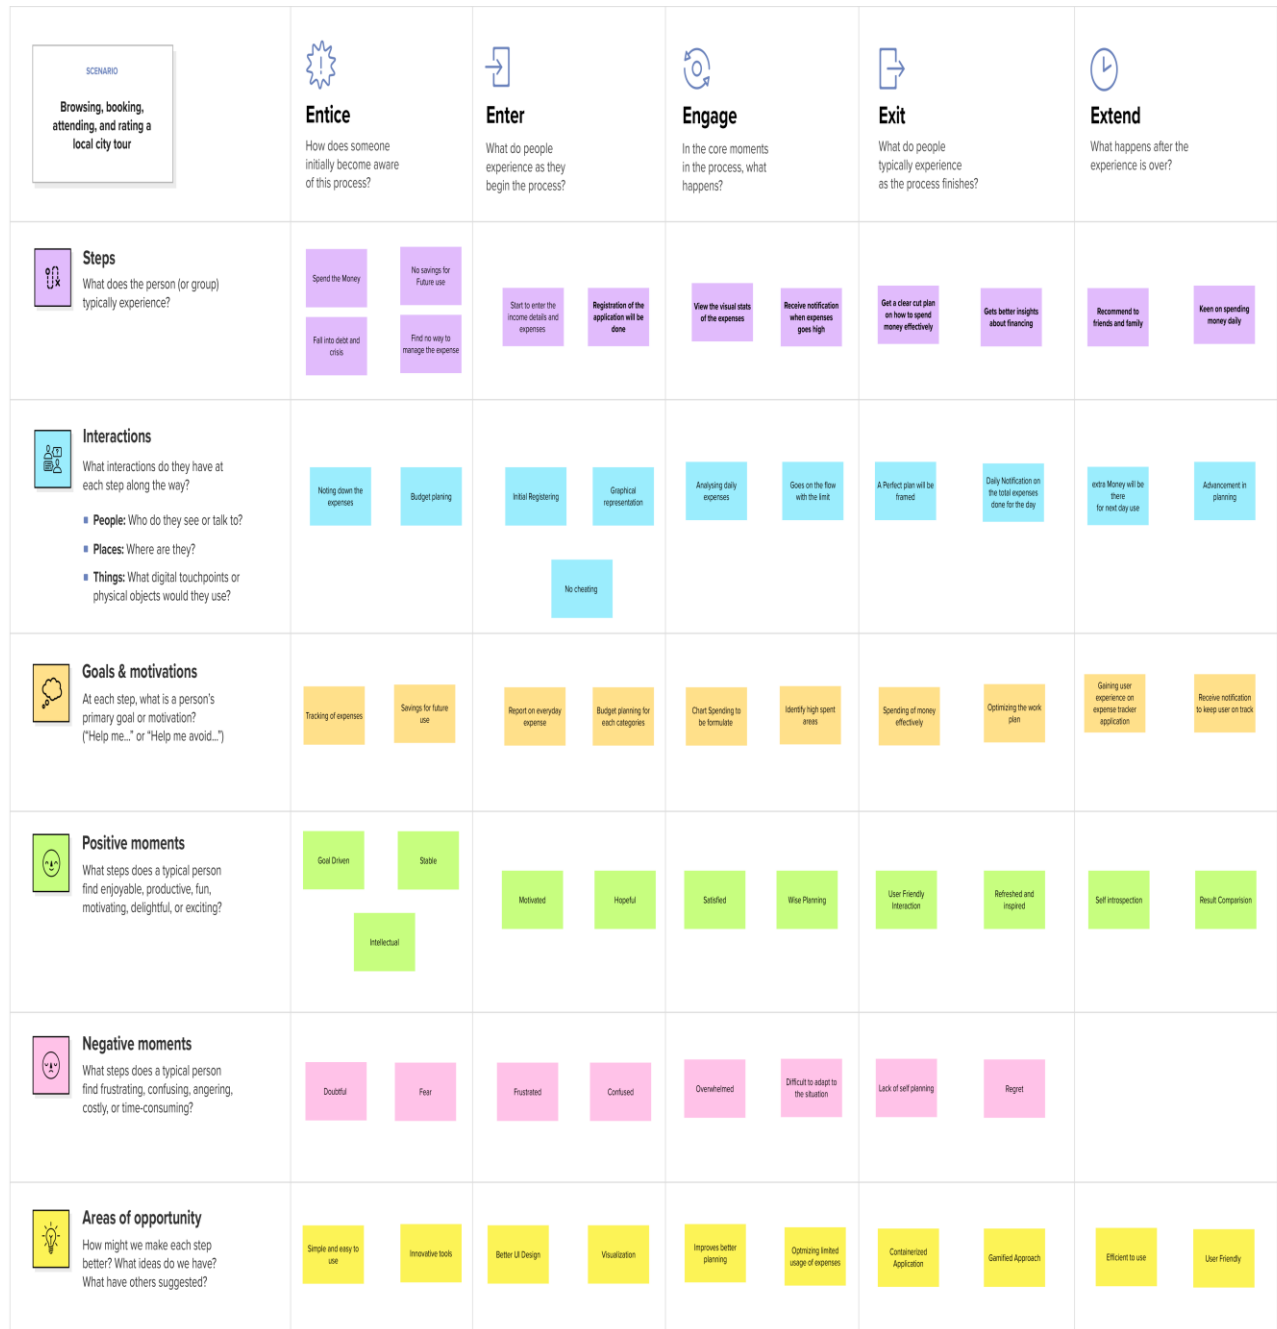 SCENARIO
Browsing, booking,
attending, and rating a
local city tour
Entice
How does someone
initially become aware
of this process?
Enter
What do people
experience as they
begin the process?
Engage
In the core moments
in the process, what
happens?
Exit
What do people
typically experience
as the process finishes?
Extend
What happens after the
experience is over?
Steps
What does the person (or group)
typically experience?
Spend the Money
No savings for
Future use
Fall into debt and
crisis
Find no way to
manage the expense
Start to enter the
income details and
expenses
Registration of the
application will be
done
View the visual stats
of the expenses
Receive notification
when expenses
goes high
Get a clear cut plan
on how to spend
money effectively
Gets better insights
about financing
Recommend to
friends and family
Keen on spending
money daily
Interactions
What interactions do they have at
each step along the way?
People: Who do they see or talk to?
Places: Where are they?
Things: What digital touchpoints or
physical objects would they use?
Noting down the
expenses
Budget planing
Initial Registering
Graphical
representation
No cheating
Analysing daily
expenses
Goes on the flow
with the limit
A Perfect plan will be
framed
Daily Notification on
the total expenses
done for the day
extra Money will be
there
for next day use
Advancement in
planning
Goals & motivations
At each step, what is a person's
primary goal or motivation?
("Help me..." or "Help me avoid...")
Tracking of expenses
Savings for future
use
Report on everyday
expense
Budget planning for
each categories
Chart Spending to
be formulate
Identify high spent
areas
Spending of money
effectively
Optimizing the work
plan
Gaining user
experience on
expense tracker
application
Receive notification
to keep user on track
Positive moments
What steps does a typical person
find enjoyable, productive, fun,
motivating, delightful, or exciting?
Goal Driven
Stable
Intellectual
Motivated
Hopeful
Satisfied
Wise Planning
User Friendly
Interaction
Refreshed and
inspired
Self introspection
Result Comparision
Negative moments
What steps does a typical person
find frustrating, confusing, angering,
costly, or time-consuming?
Doubtful
Fear
Frustrated
Confused
Overwhelmed
Difficult to adapt to
the situation
Lack of self planning
Regret
Areas of opportunity
How might we make each step
better? What ideas do we have?
What have others suggested?
Simple and easy to
use
Innovative tools
Better UI Design
Visualization
Improves better
planning
Optmizing limited
usage of expenses
Containerized
Application
Gamified Approach
Efficient to use
User Friendly